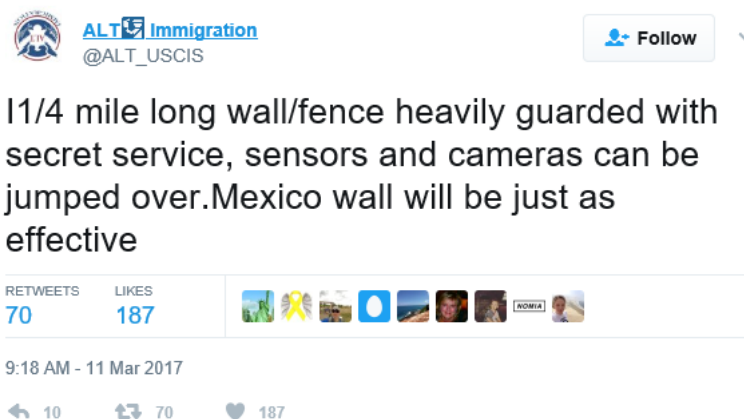 ALT Immigration
@ALT_USCIS
Follow
I1/4 mile long wall/fence heavily guarded with
secret service, sensors and cameras can be
jumped over.Mexico wall will be just as
effective
RETWEETS LIKES
70 187
NOMIA
9:18 AM - 11 Mar 2017
10 70 187